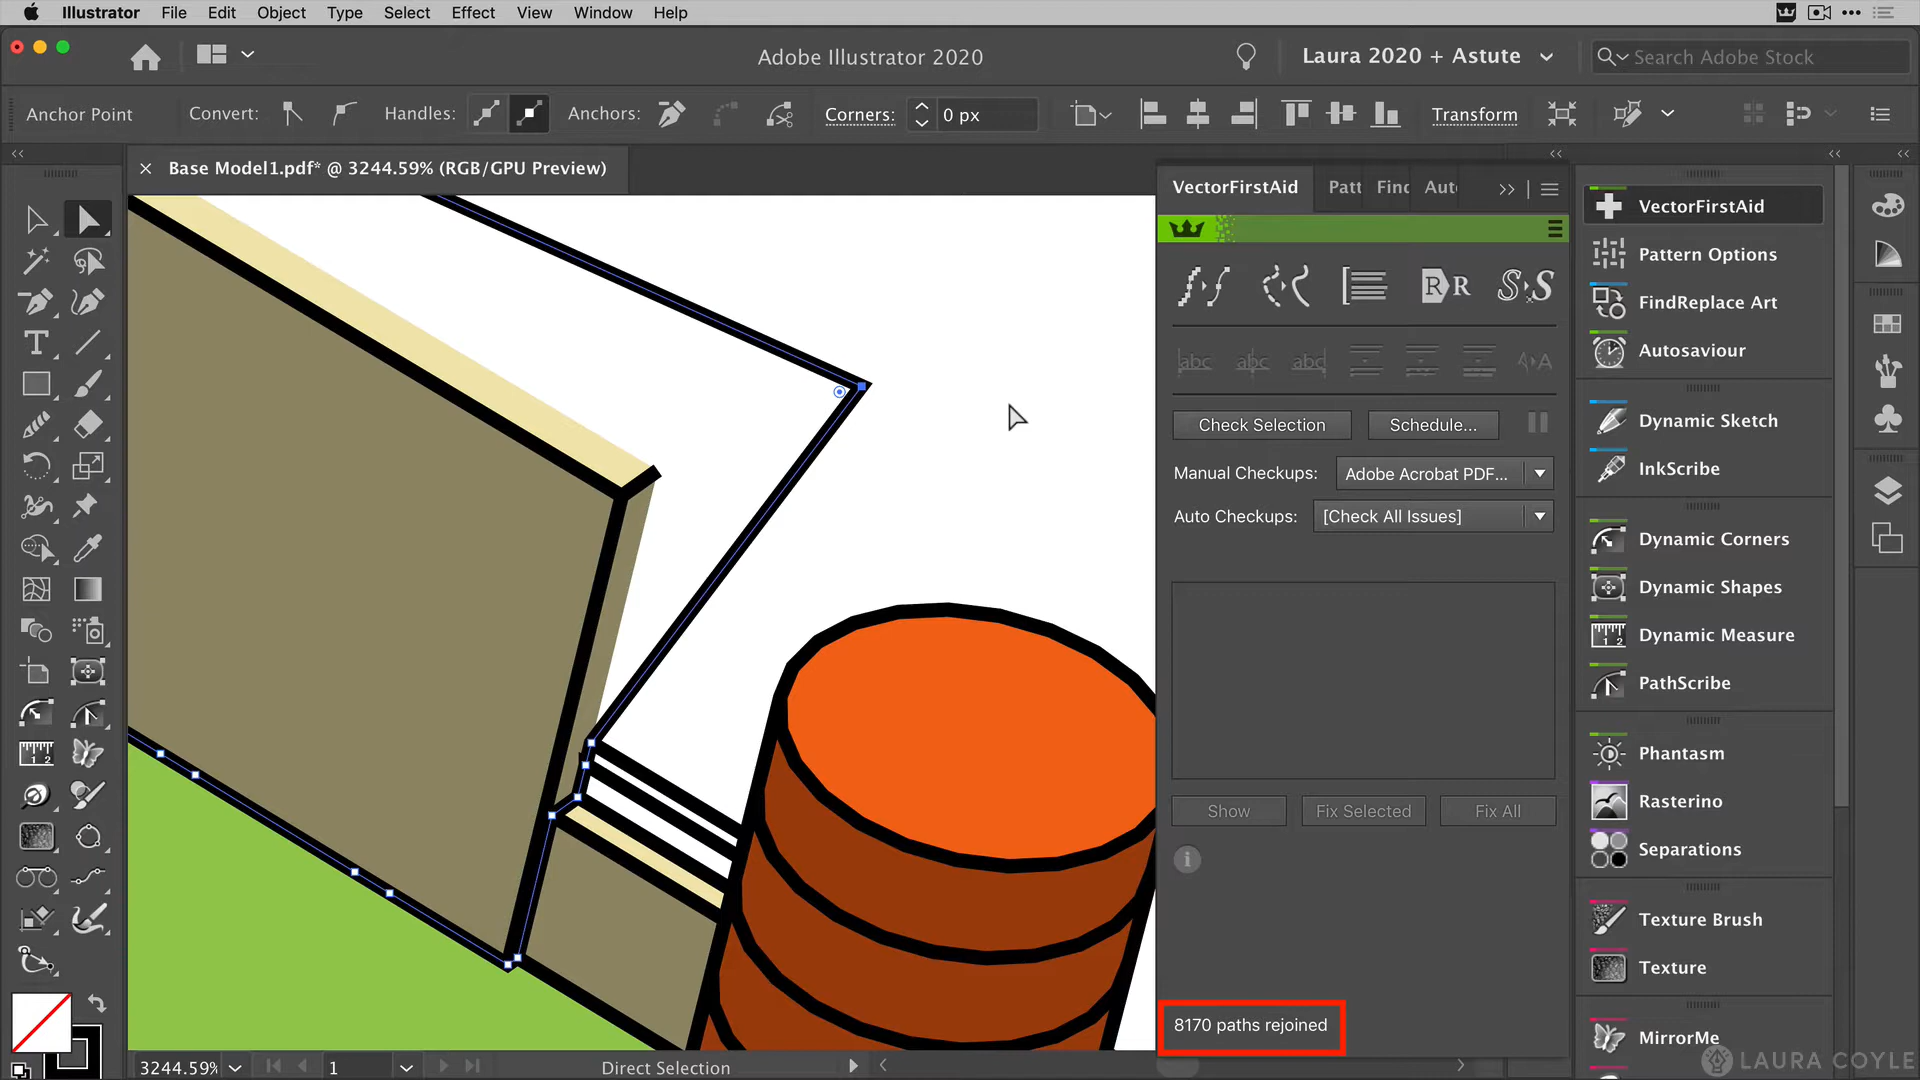 Illustrator File Edit Object Type Select Effect View Window Help
Adobe Illustrator 2020
Laura 2020 + Astute
Search Adobe Stock
Anchor Point Convert: Handles: Anchors: Corners: 0 px Transform
Base Model1.pdf* @ 3244.59% (RGB/GPU Preview)
VectorFirstAid Patt Find Aut
R R S S
abc abc abc A A
Check Selection Schedule...
Manual Checkups: Adobe Acrobat PDF...
Auto Checkups: [Check All Issues]
Show Fix Selected Fix All
8170 paths rejoined
VectorFirstAid
Pattern Options
FindReplace Art
Autosaviour
Dynamic Sketch
InkScribe
Dynamic Corners
Dynamic Shapes
Dynamic Measure
PathScribe
Phantasm
Rasterino
Separations
Texture Brush
Texture
MirrorMe
3244.59% 1 Direct Selection
LAURA COYLE